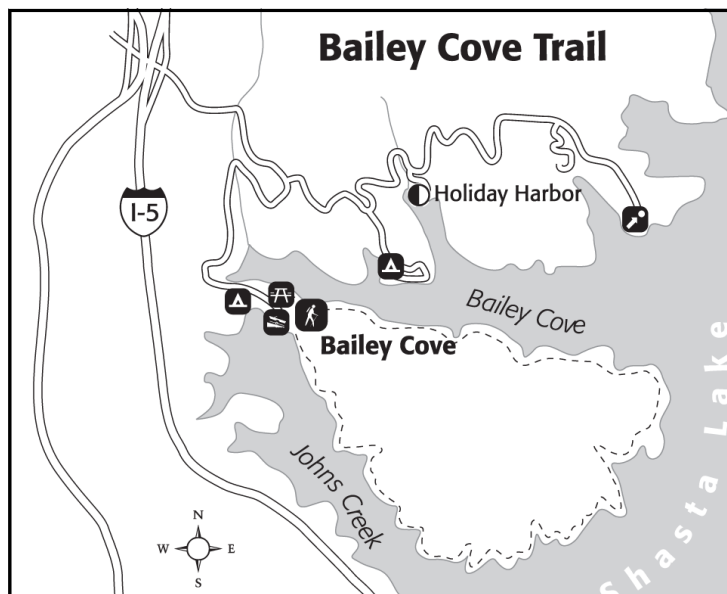 Bailey Cove Trail
I-5
Holiday Harbor
Bailey Cove
Bailey Cove
Shasta Lake
Johns Creek
N
W E
S